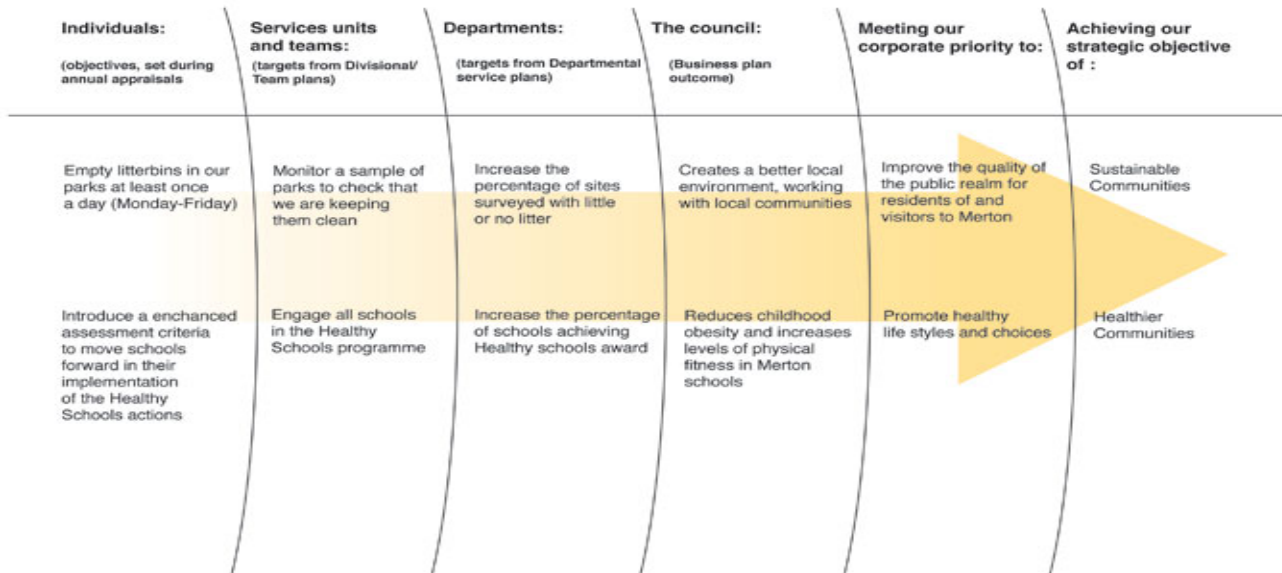 Individuals:
(objectives, set during
annual appraisals
Services units
and teams:
(targets from Divisional/
Team plans)
Departments:
(targets from Departmental
service plans)
The council:
(Business plan
outcome)
Meeting our
corporate priority to:
Achieving our
strategic objective
of :
Empty litterbins in our
parks at least once
a day (Monday-Friday)
Monitor a sample of
parks to check that
we are keeping
them clean
Increase the
percentage of sites
surveyed with little
or no litter
Creates a better local
environment, working
with local communities
Improve the quality of
the public realm for
residents of and
visitors to Merton
Sustainable
Communities
Introduce a enchanced
assessment criteria
to move schools
forward in their
implementation
of the Healthy
Schools actions
Engage all schools
in the Healthy
Schools programme
Increase the percentage
of schools achieving
Healthy schools award
Reduces childhood
obesity and increases
levels of physical
fitness in Merton
schools
Promote healthy
life styles and choices
Healthier
Communities